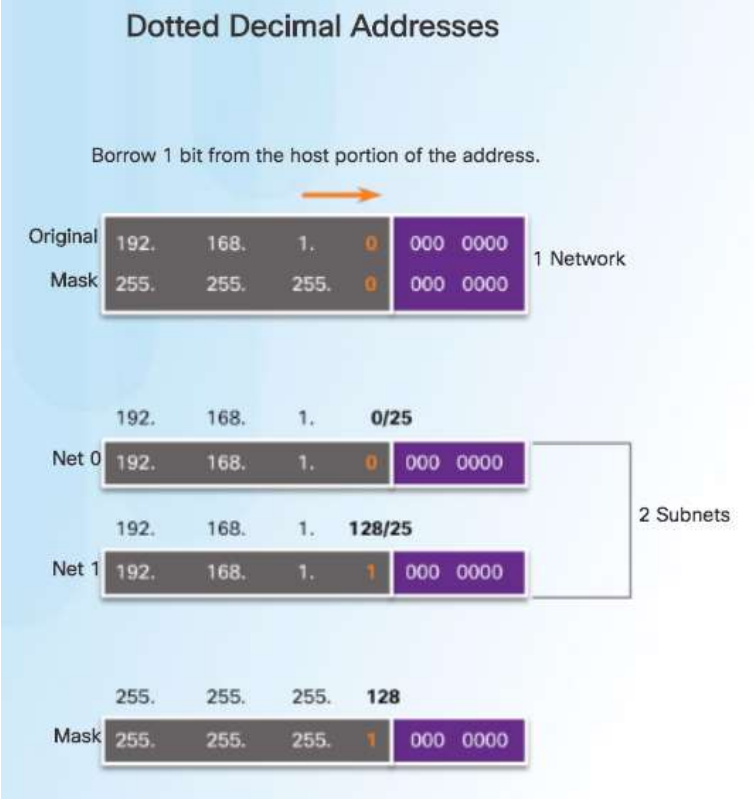 Dotted Decimal Addresses
Borrow 1 bit from the host portion of the address.
Original 192. 168. 1. 0 000 0000
Mask 255. 255. 255. 0 000 0000
1 Network
192. 168. 1. 0/25
Net 0 192. 168. 1. 0 000 0000
192. 168. 1. 128/25
2 Subnets
Net 1 192. 168. 1. 1 000 0000
255. 255. 255. 128
Mask 255. 255. 255. 1 000 0000